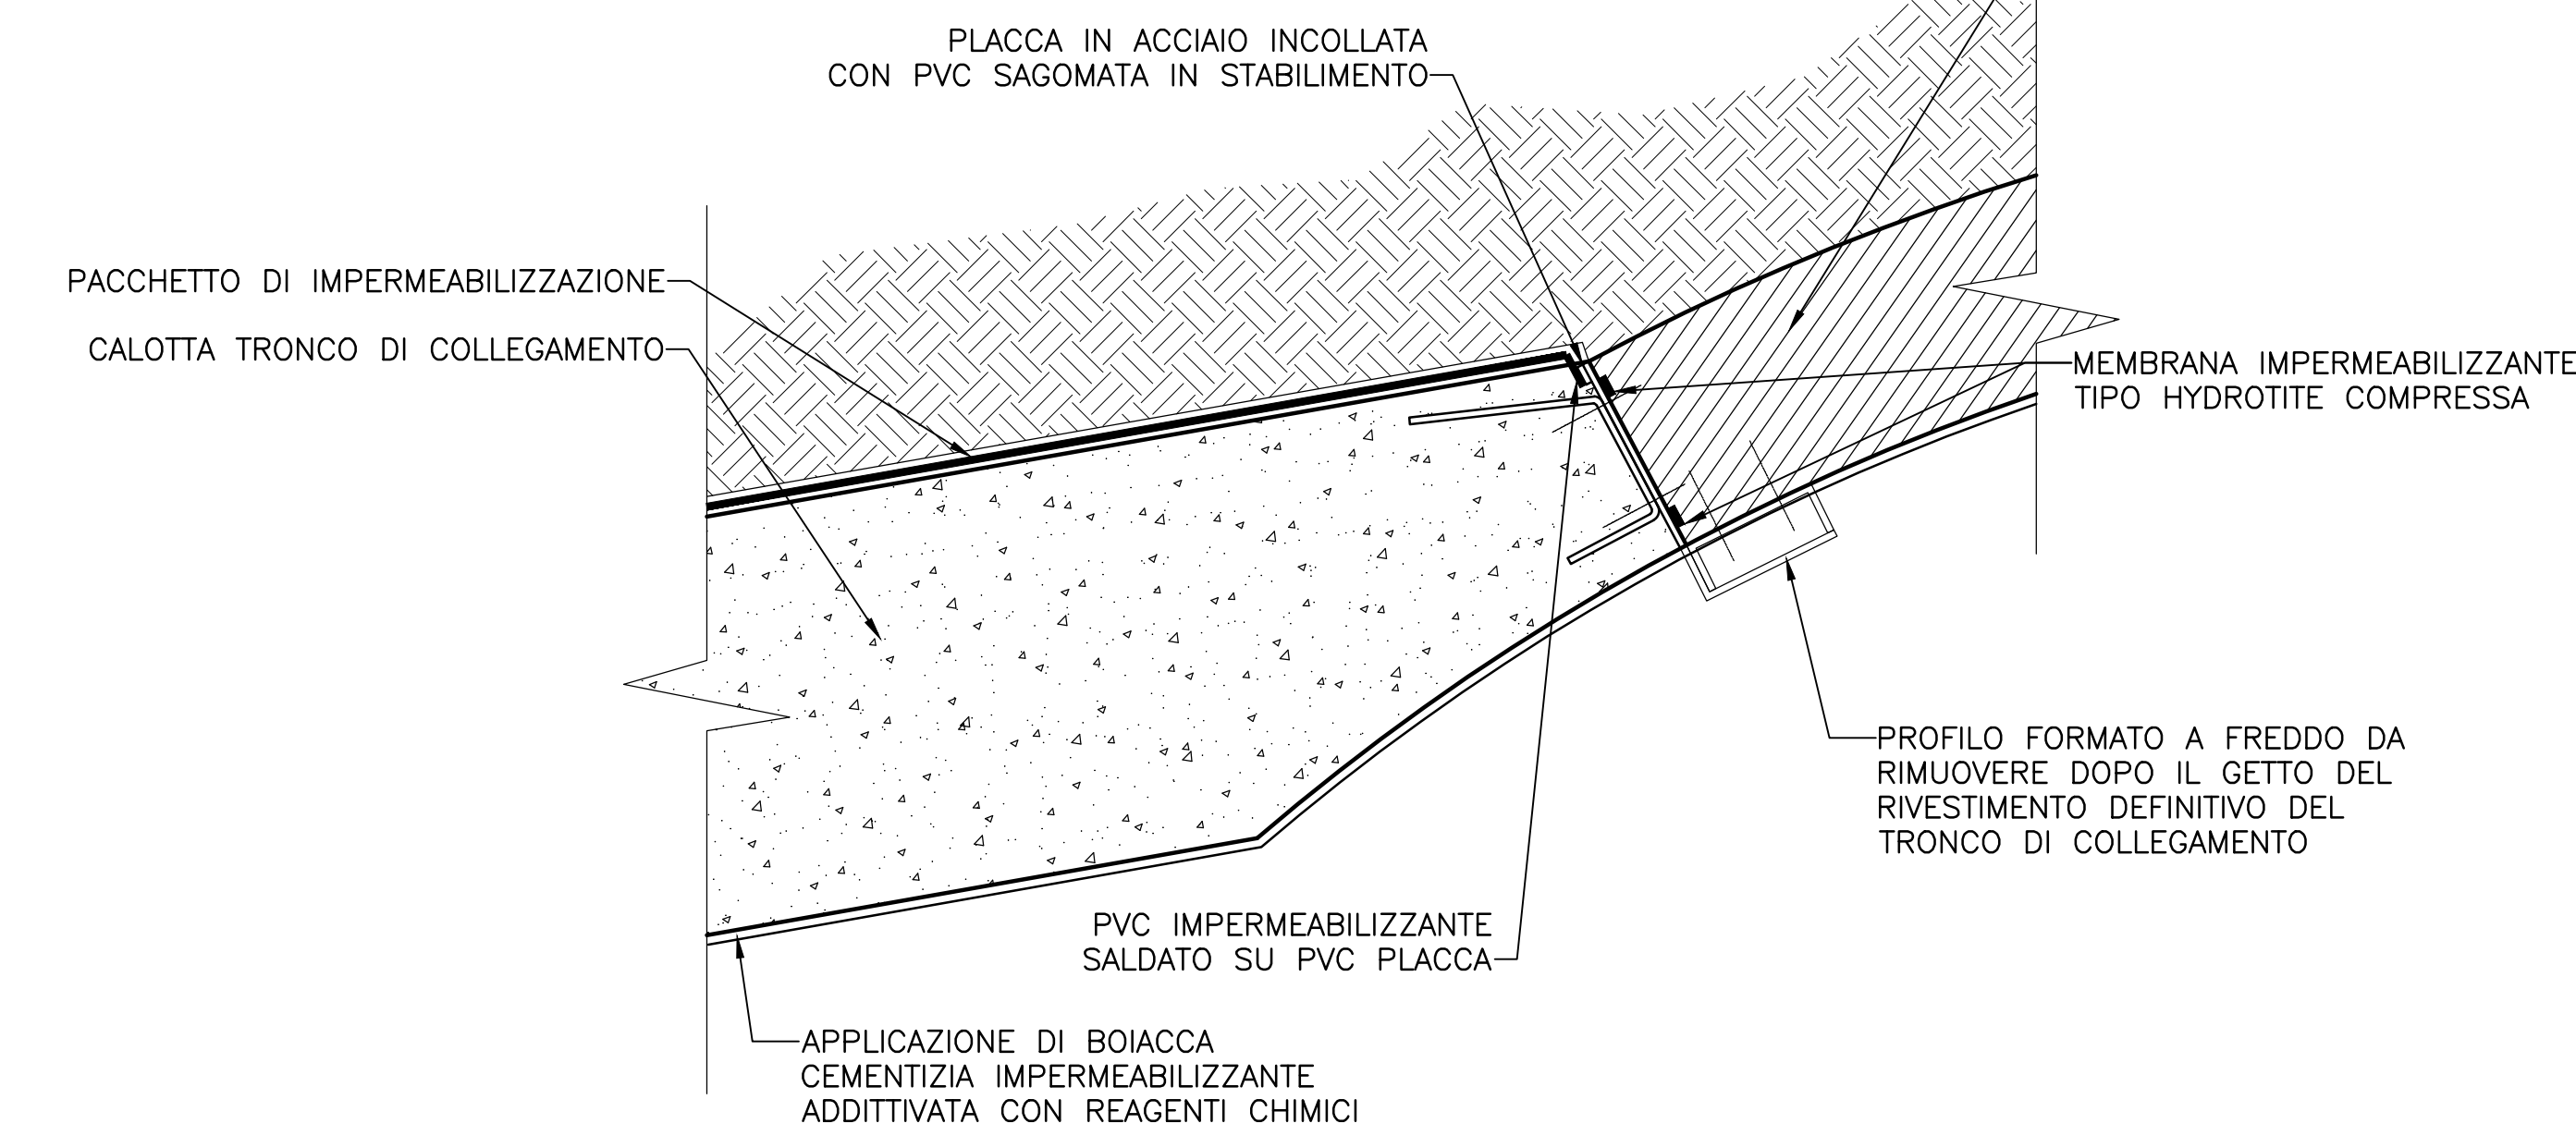 PLACCA IN ACCIAIO INCOLLATA
CON PVC SAGOMATA IN STABILIMENTO
PACCHETTO DI IMPERMEABILIZZAZIONE
CALOTTA TRONCO DI COLLEGAMENTO
MEMBRANA IMPERMEABILIZZANTE
TIPO HYDROTITE COMPRESSA
PROFILO FORMATO A FREDDO DA
RIMUOVERE DOPO IL GETTO DEL
RIVESTIMENTO DEFINITIVO DEL
TRONCO DI COLLEGAMENTO
PVC IMPERMEABILIZZANTE
SALDATO SU PVC PLACCA
APPLICAZIONE DI BOIACCA
CEMENTIZIA IMPERMEABILIZZANTE
ADDITTIVATA CON REAGENTI CHIMICI